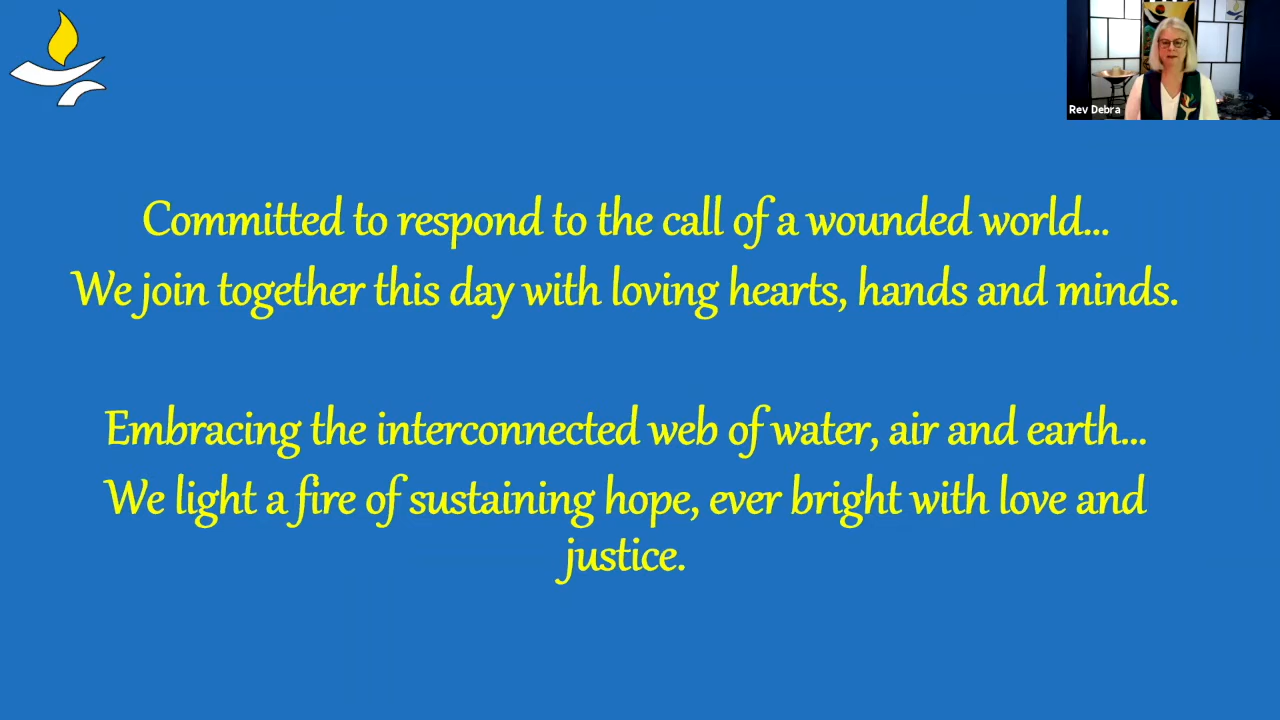 Rev Debra
Committed to respond to the call of a wounded world...
We join together this day with loving hearts, hands and minds.
Embracing the interconnected web of water, air and earth...
We light a fire of sustaining hope, ever bright with love and
justice.